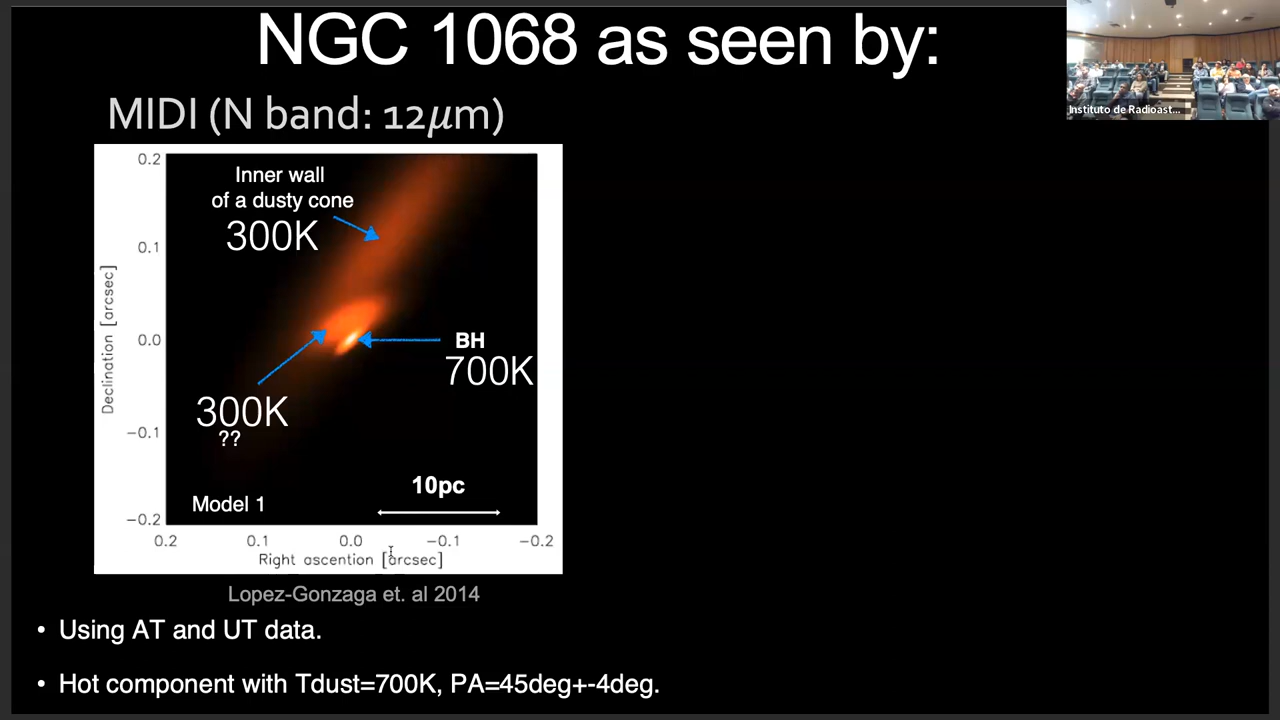 NGC 1068 as seen by:
Instituto de Radioast...
MIDI (N band: 12μm)
0.2
0.1
0.0
−0.1
−0.2
Declination [arcsec]
Inner wall
of a dusty cone
300K
BH
700K
300K
??
10pc
Model 1
0.2 0.1 0.0 −0.1 −0.2
Right ascention [arcsec]
Lopez-Gonzaga et. al 2014
• Using AT and UT data.
• Hot component with Tdust=700K, PA=45deg+-4deg.